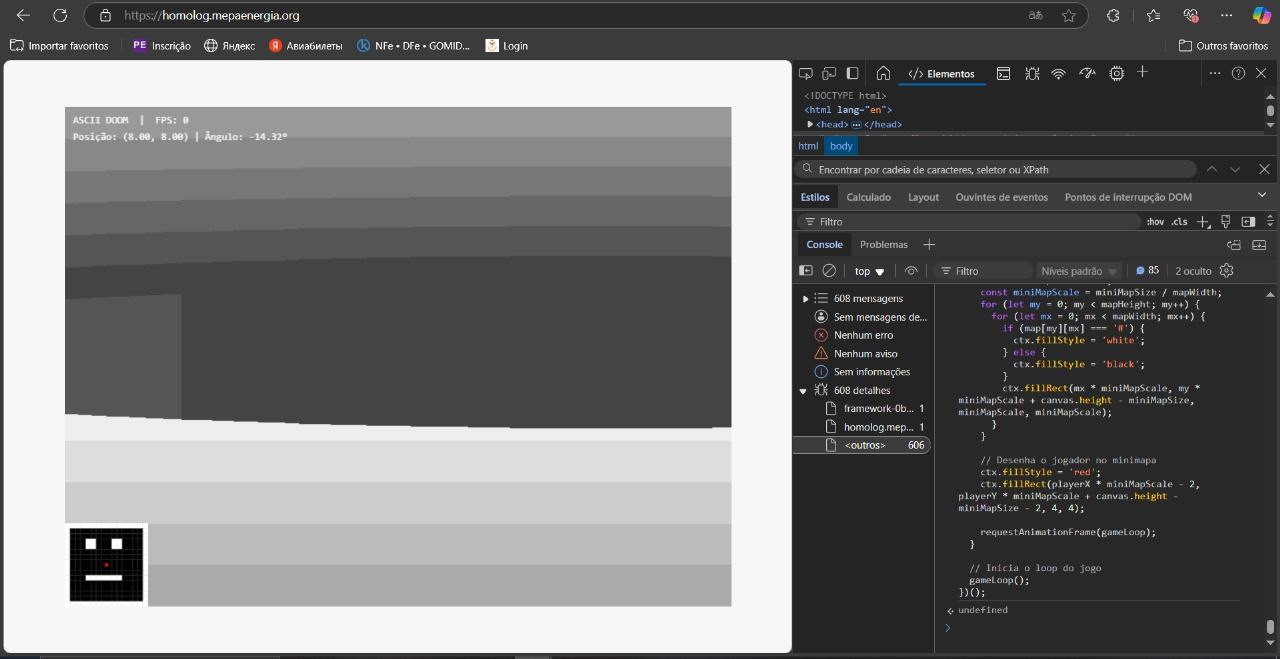 https://homolog.mepaenergia.org
Importar favoritos PE Inscrição Яндекс Я Авиабилеты NFe • DFe • GOMID... Login Outros favoritos
ASCII DOOM | FPS: 0
Posição: (8.00, 8.00) | Ângulo: -14.32°
</> Elementos
<!DOCTYPE html>
<html lang="en">
<head> </head>
html body
Encontrar por cadeia de caracteres, seletor ou XPath
Estilos Calculado Layout Ouvintes de eventos Pontos de interrupção DOM
Filtro :hov .cls
Console Problemas
top Filtro Níveis padrão 85 2 oculto
608 mensagens
Sem mensagens de...
Nenhum erro
Nenhum aviso
Sem informações
608 detalhes
framework-0b... 1
homolog.mep... 1
<outros> 606
const miniMapScale = miniMapSize / mapWidth;
for (let my = 0; my < mapHeight; my++) {
for (let mx = 0; mx < mapWidth; mx++) {
if (map[my][mx] === '#') {
ctx.fillStyle = 'white';
} else {
ctx.fillStyle = 'black';
}
ctx.fillRect(mx * miniMapScale, my *
miniMapScale + canvas.height - miniMapSize,
miniMapScale, miniMapScale);
}
}
// Desenha o jogador no minimapa
ctx.fillStyle = 'red';
ctx.fillRect(playerX * miniMapScale - 2,
playerY * miniMapScale + canvas.height -
miniMapSize - 2, 4, 4);
requestAnimationFrame(gameLoop);
}
// Inicia o loop do jogo
gameLoop();
})();
undefined